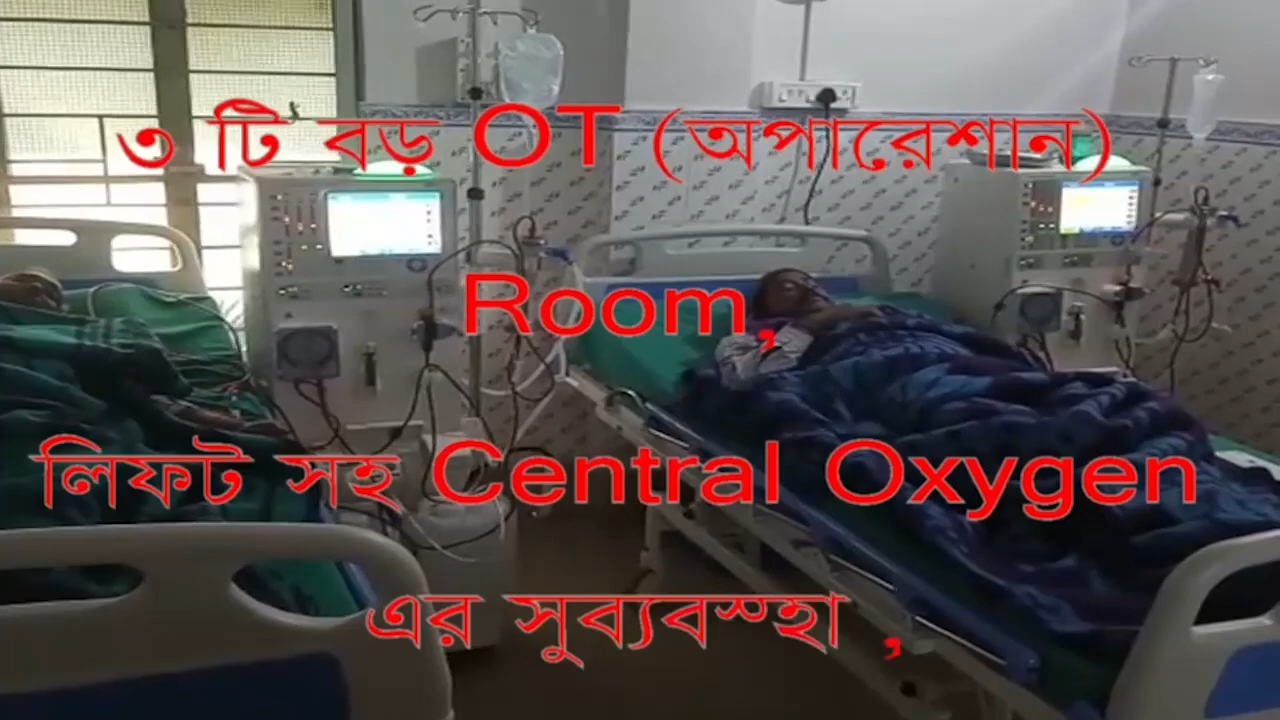 ৩ টি বড় OT (অপারেশান)
Room,
লিফট সহ Central Oxygen
এর সুব্যবস্হা ,